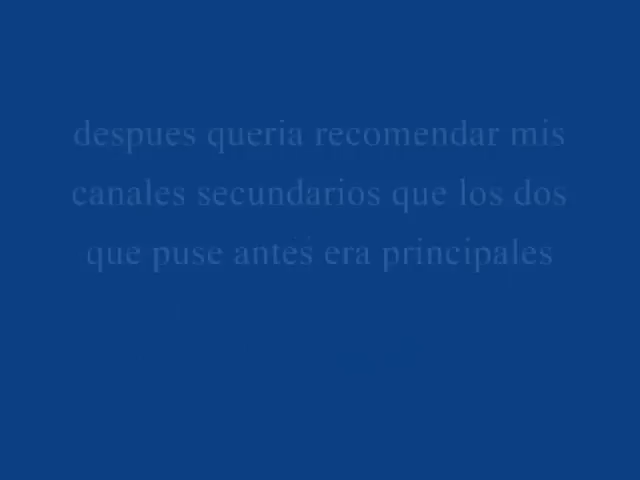 despues queria recomendar mis
canales secundarios que los dos
que puse antes era principales